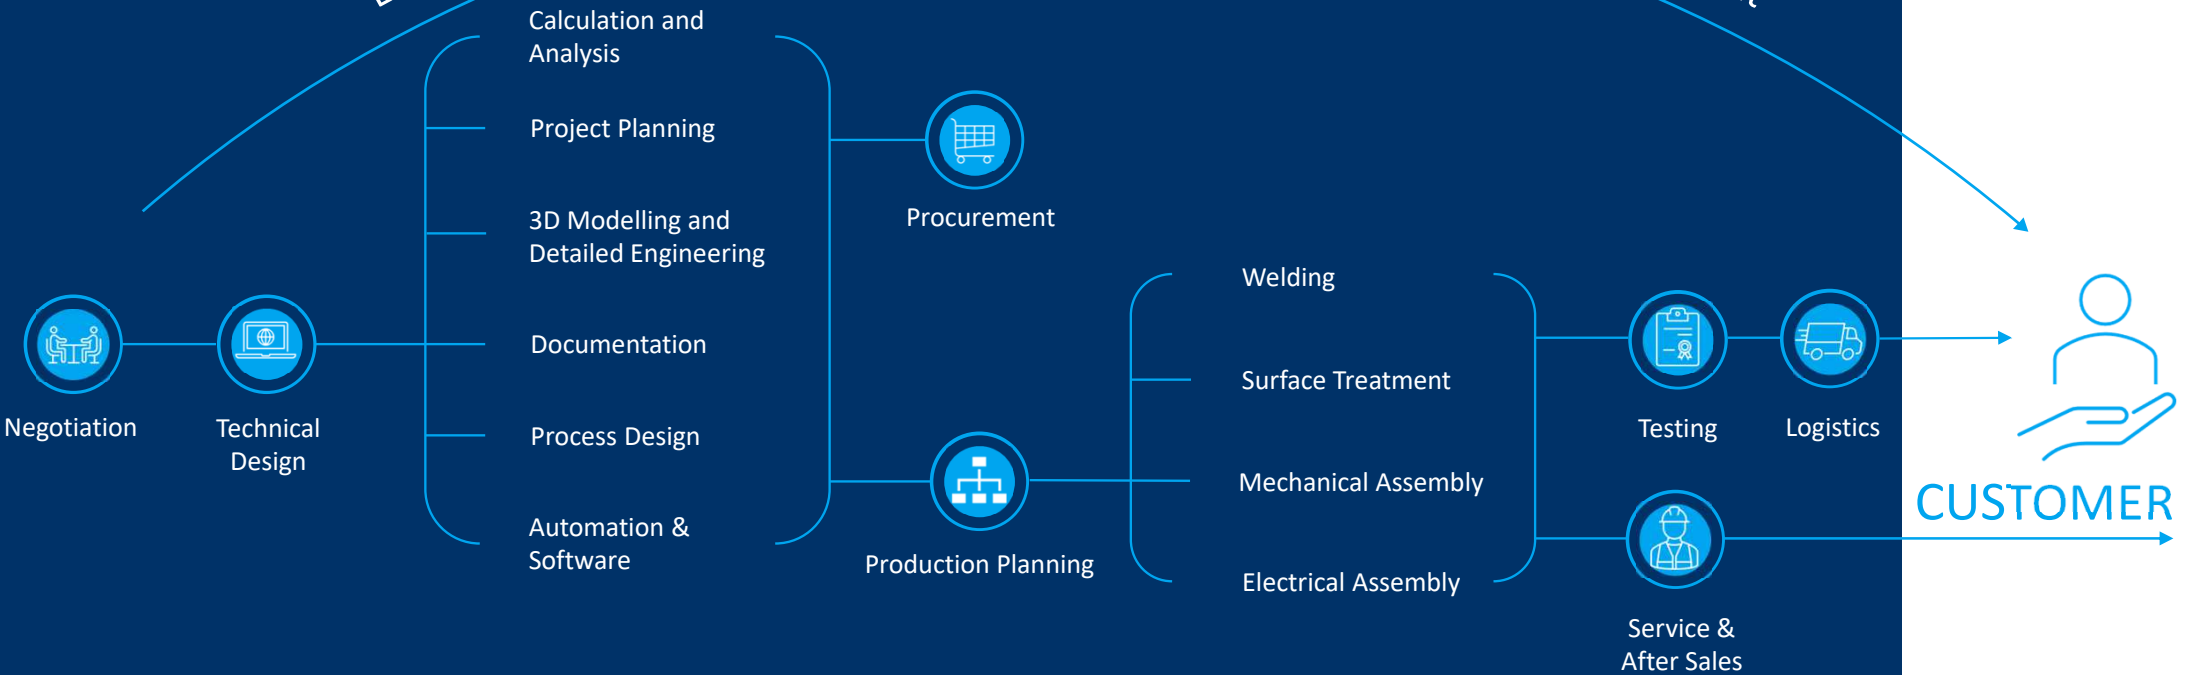 Calculation and
Analysis
Project Planning
3D Modelling and
Detailed Engineering
Documentation
Process Design
Automation &
Software
Negotiation
Technical
Design
Procurement
Production Planning
Welding
Surface Treatment
Mechanical Assembly
Electrical Assembly
Testing
Logistics
Service &
After Sales
CUSTOMER